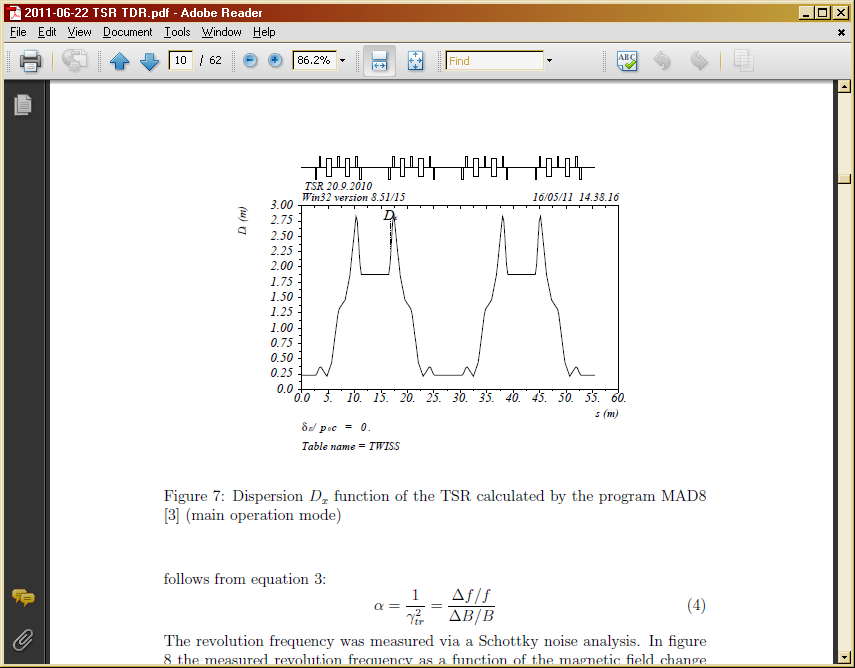 2011-06-22 TSR TDR.pdf - Adobe Reader
File Edit View Document Tools Window Help
10 / 62 86.2% Find ABC
TSR 20.9.2010
Win32 version 8.51/15 16/05/11 14.38.16
D (m)
3.00
2.75
2.50
2.25
2.00
1.75
1.50
1.25
1.00
0.75
0.50
0.25
0.0
Dx
0.0 5. 10. 15. 20. 25. 30. 35. 40. 45. 50. 55. 60.
s (m)
δE/ p0c = 0.
Table name = TWISS
Figure 7: Dispersion Dx function of the TSR calculated by the program MAD8
[3] (main operation mode)
follows from equation 3:
α = 1/γ²tr = Δf/f / ΔB/B (4)
The revolution frequency was measured via a Schottky noise analysis. In figure
8 the measured revolution frequency as a function of the magnetic field change